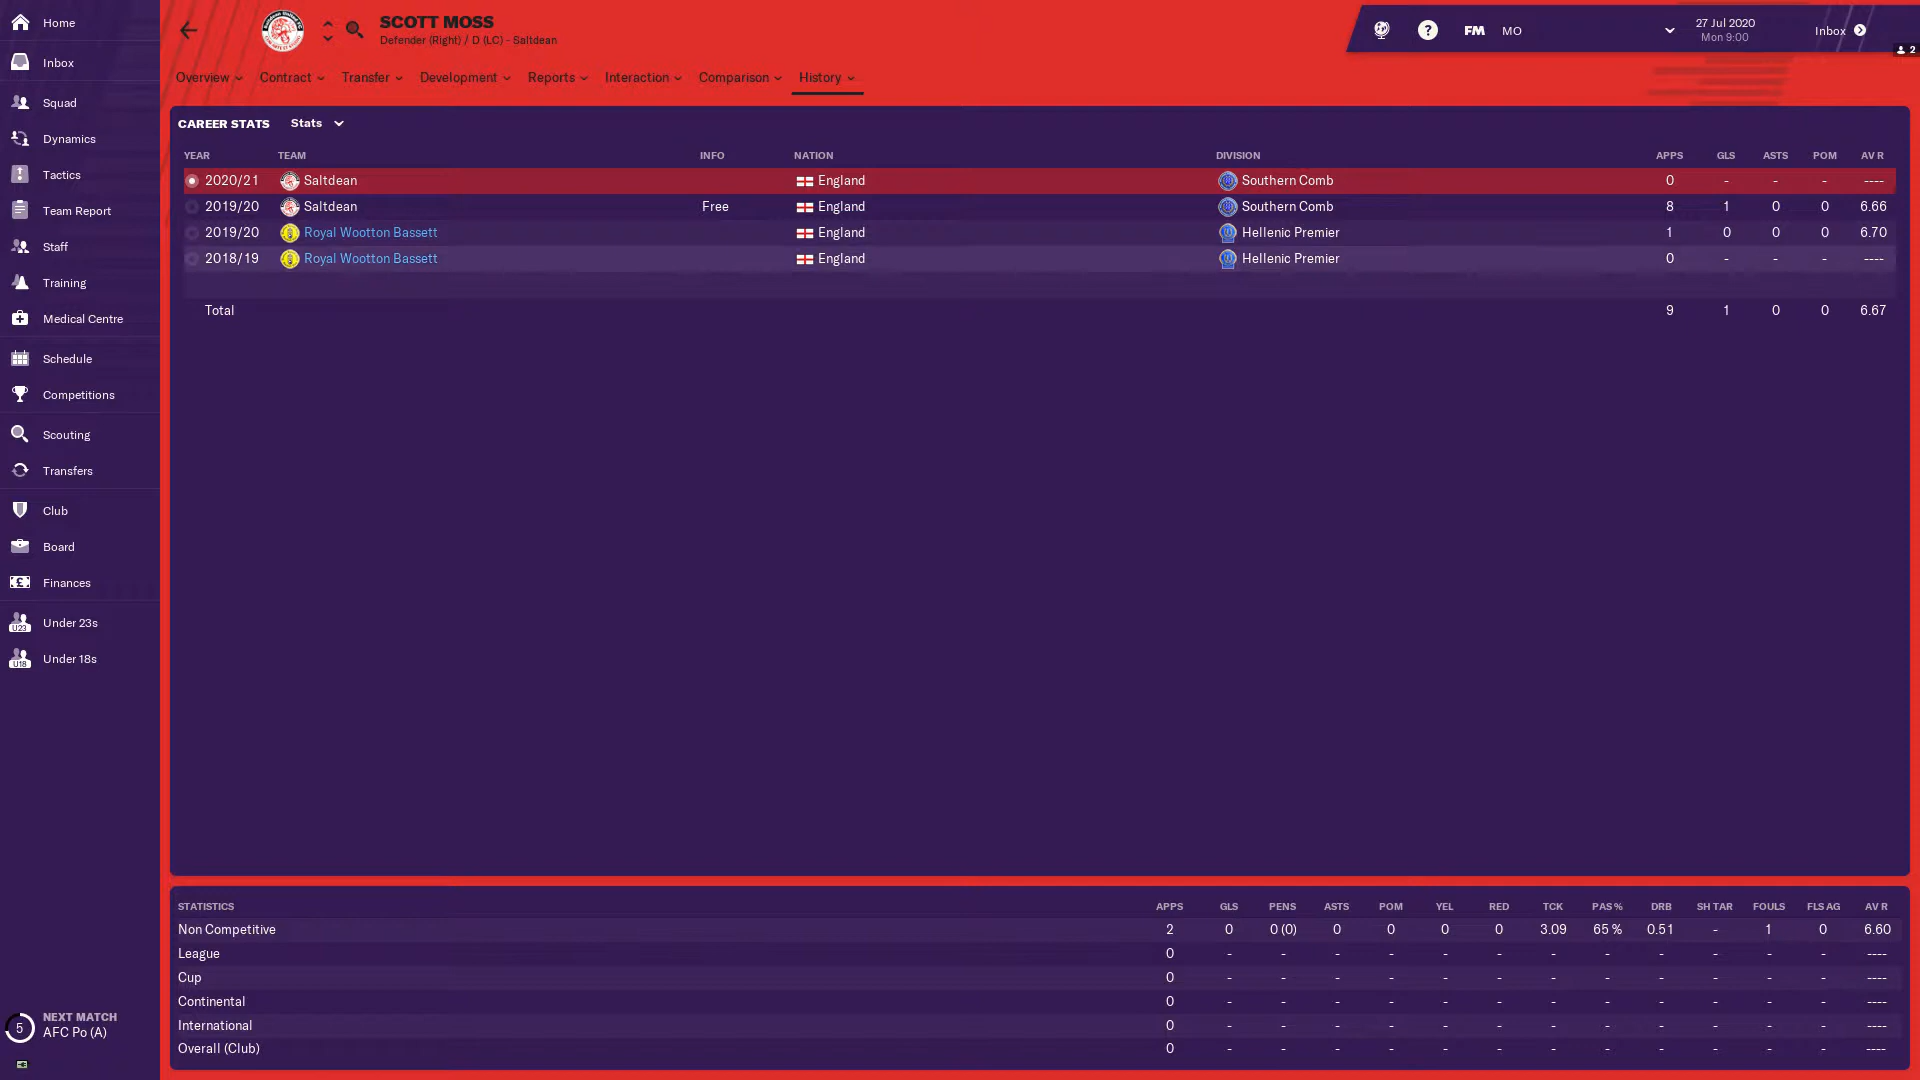 Home
Inbox
Squad
Dynamics
Tactics
Team Report
Staff
Training
Medical Centre
Schedule
Competitions
Scouting
Transfers
Club
Board
Finances
U23 Under 23s
U18 Under 18s
5 NEXT MATCH
AFC Po (A)
SCOTT MOSS
Defender (Right) / D (LC) - Saltdean
? FM MO
27 Jul 2020
Mon 9:00
Inbox
2
Overview Contract Transfer Development Reports Interaction Comparison History
CAREER STATS Stats
YEAR TEAM INFO NATION DIVISION APPS GLS ASTS POM AV R
2020/21 Saltdean England Southern Comb 0 - - - ----
2019/20 Saltdean Free England Southern Comb 8 1 0 0 6.66
2019/20 Royal Wootton Bassett England Hellenic Premier 1 0 0 0 6.70
2018/19 Royal Wootton Bassett England Hellenic Premier 0 - - - ----
Total 9 1 0 0 6.67
STATISTICS APPS GLS PENS ASTS POM YEL RED TCK PAS % DRB SH TAR FOULS FLS AG AV R
Non Competitive 2 0 0 (0) 0 0 0 0 3.09 65 % 0.51 - 1 0 6.60
League 0 - - - - - - - - - - - - ----
Cup 0 - - - - - - - - - - - - ----
Continental 0 - - - - - - - - - - - - ----
International 0 - - - - - - - - - - - - ----
Overall (Club) 0 - - - - - - - - - - - - ----